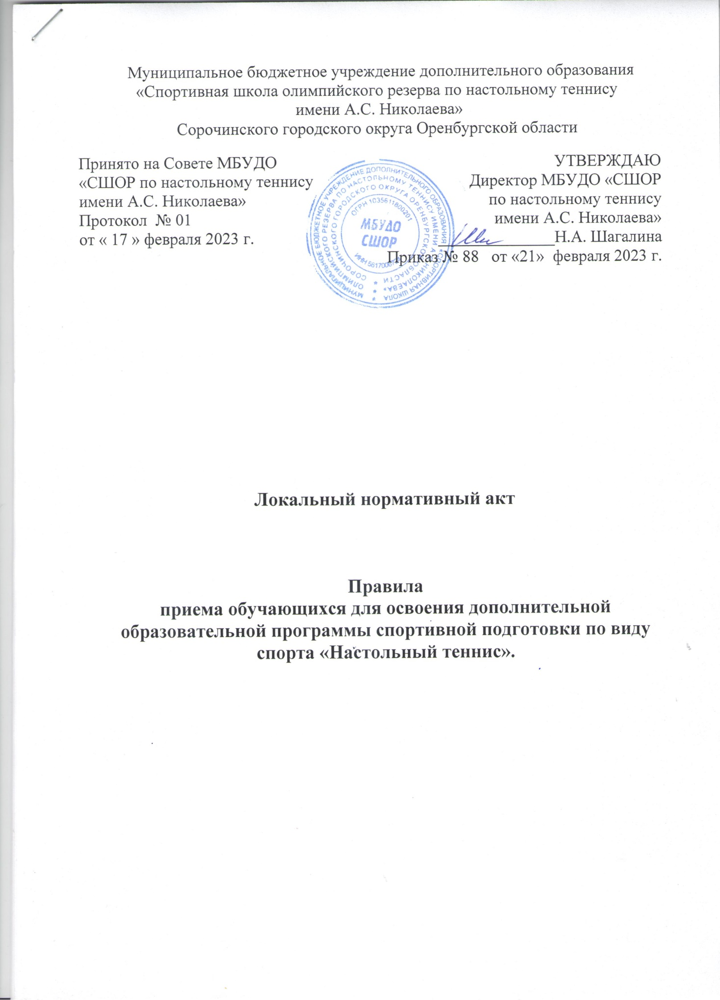 Муниципальное бюджетное учреждение дополнительного образования
«Спортивная школа олимпийского резерва по настольному теннису
имени А.С. Николаева»
Сорочинского городского округа Оренбургской области
Принято на Совете МБУДО
«СШОР по настольному теннису
имени А.С. Николаева»
Протокол № 01
от « 17 » февраля 2023 г.
УТВЕРЖДАЮ
Директор МБУДО «СШОР
по настольному теннису
имени А.С. Николаева»
Н.А. Шагалина
Приказ № 88 от «21» февраля 2023 г.
МУНИЦИПАЛЬНОЕ БЮДЖЕТНОЕ УЧРЕЖДЕНИЕ ДОПОЛНИТЕЛЬНОГО ОБРАЗОВАНИЯ «СПОРТИВНАЯ ШКОЛА
ОЛИМПИЙСКОГО РЕЗЕРВА ПО НАСТОЛЬНОМУ ТЕННИСУ ИМЕНИ А.С. НИКОЛАЕВА»
СОРОЧИНСКОГО ГОРОДСКОГО ОКРУГА ОРЕНБУРГСКОЙ ОБЛАСТИ
ОГРН 1035611800201
МБУДО
СШОР
ИНН
Локальный нормативный акт
Правила
приема обучающихся для освоения дополнительной
образовательной программы спортивной подготовки по виду
спорта «Настольный теннис».